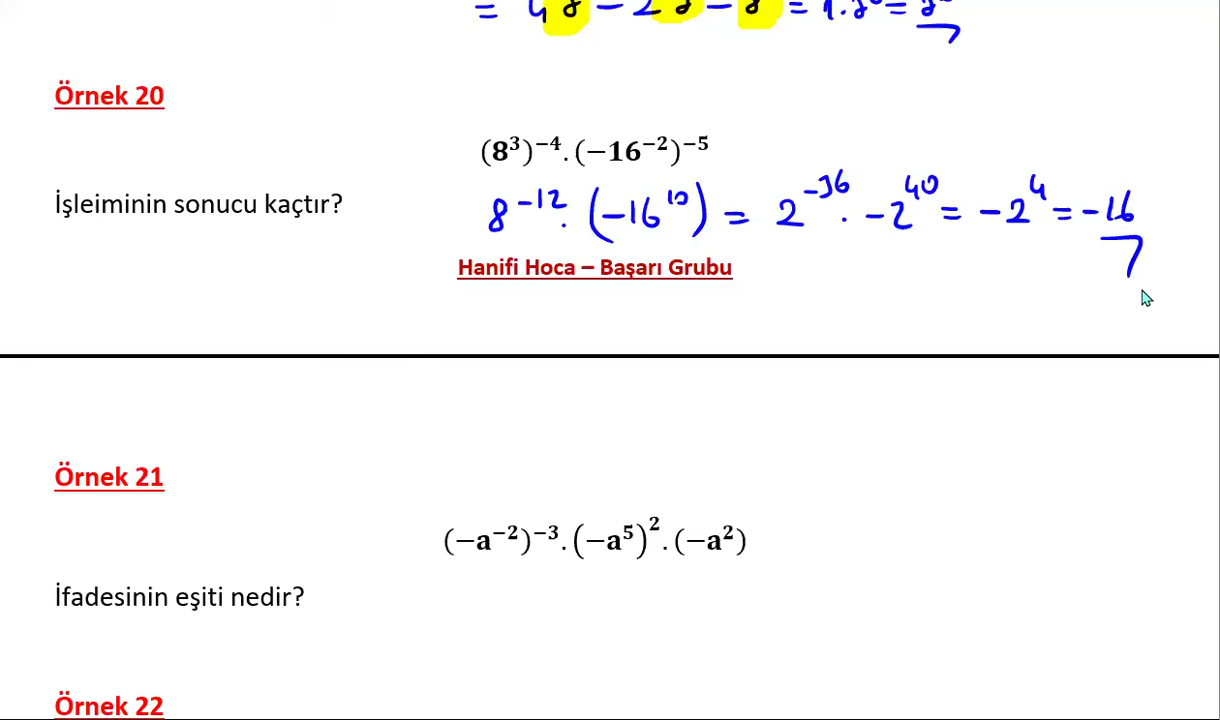 Örnek 20
(8³)⁻⁴.(−16⁻²)⁻⁵
İşleiminin sonucu kaçtır?
8⁻¹². (−16¹⁰) = 2⁻³⁶. −2⁴⁰ = −2⁴ = −16
Hanifi Hoca – Başarı Grubu
Örnek 21
(−a⁻²)⁻³.(−a⁵)².(−a²)
İfadesinin eşiti nedir?
Örnek 22